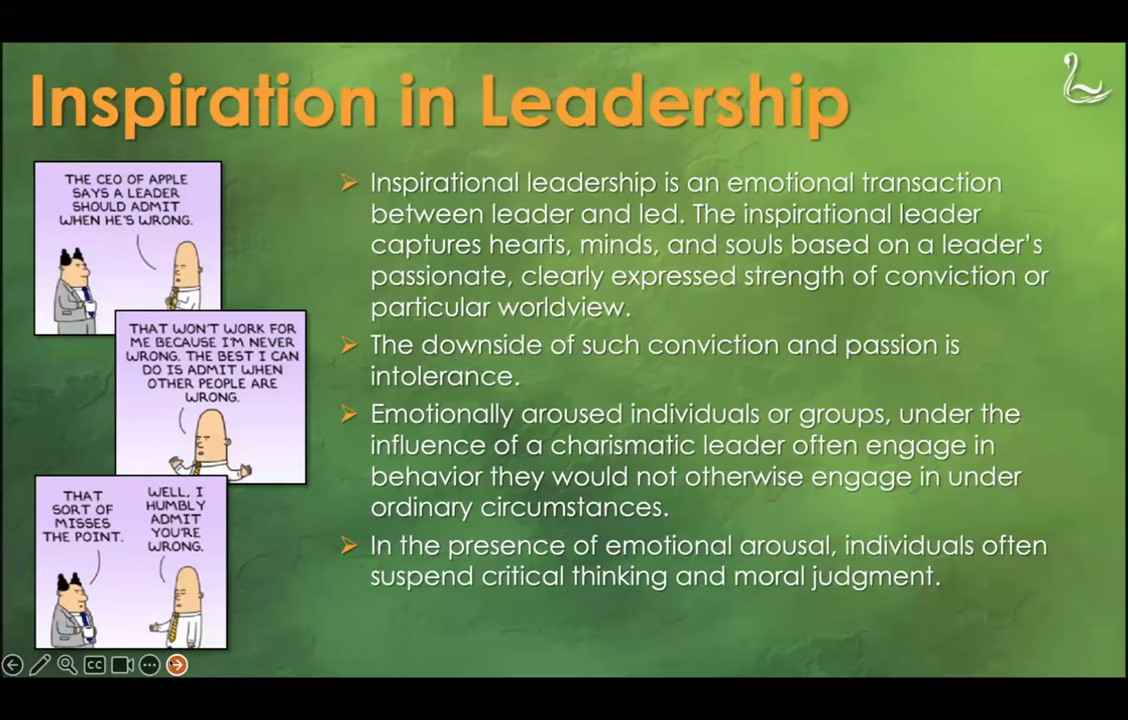 Inspiration in Leadership
THE CEO OF APPLE
SAYS A LEADER
SHOULD ADMIT
WHEN HE'S WRONG.
THAT WON'T WORK FOR
ME BECAUSE I'M NEVER
WRONG. THE BEST I CAN
DO IS ADMIT WHEN
OTHER PEOPLE ARE
WRONG.
THAT
SORT OF
MISSES
THE POINT.
WELL, I
HUMBLY
ADMIT
YOU'RE
WRONG.
Inspirational leadership is an emotional transaction
between leader and led. The inspirational leader
captures hearts, minds, and souls based on a leader's
passionate, clearly expressed strength of conviction or
particular worldview.
The downside of such conviction and passion is
intolerance.
Emotionally aroused individuals or groups, under the
influence of a charismatic leader often engage in
behavior they would not otherwise engage in under
ordinary circumstances.
In the presence of emotional arousal, individuals often
suspend critical thinking and moral judgment.
CC